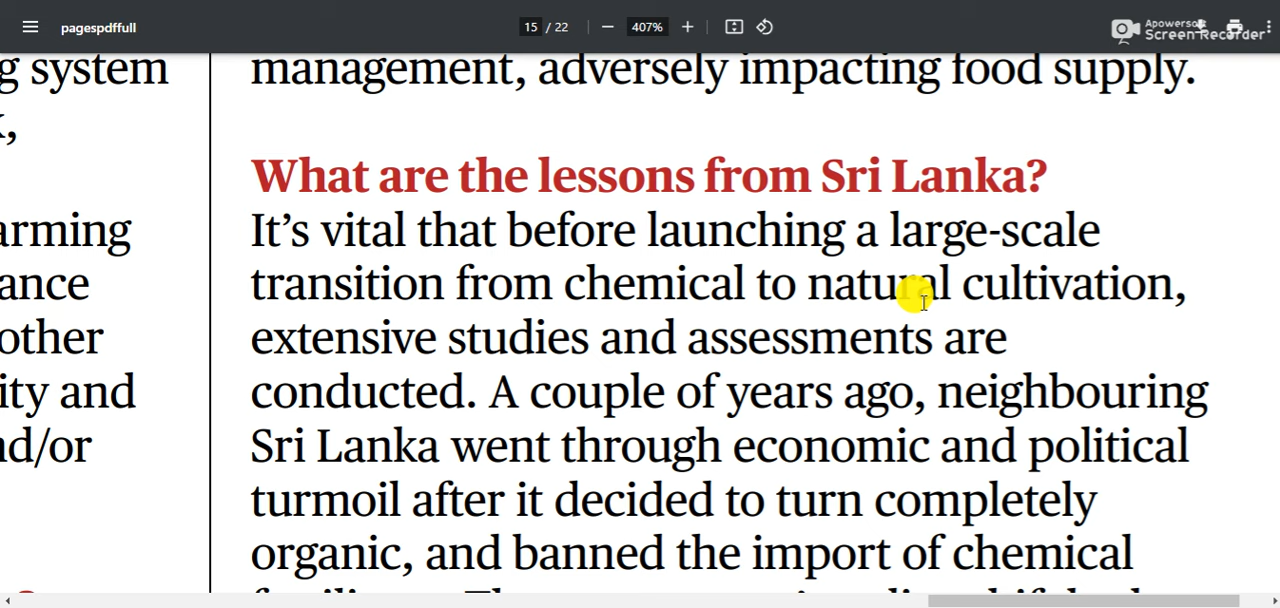 pagespdffull
15 / 22
407%
Apowersoft
Screen Recorder
g system
arming
ance
other
ity and
nd/or
management, adversely impacting food supply.
What are the lessons from Sri Lanka?
It’s vital that before launching a large-scale
transition from chemical to natural cultivation,
extensive studies and assessments are
conducted. A couple of years ago, neighbouring
Sri Lanka went through economic and political
turmoil after it decided to turn completely
organic, and banned the import of chemical